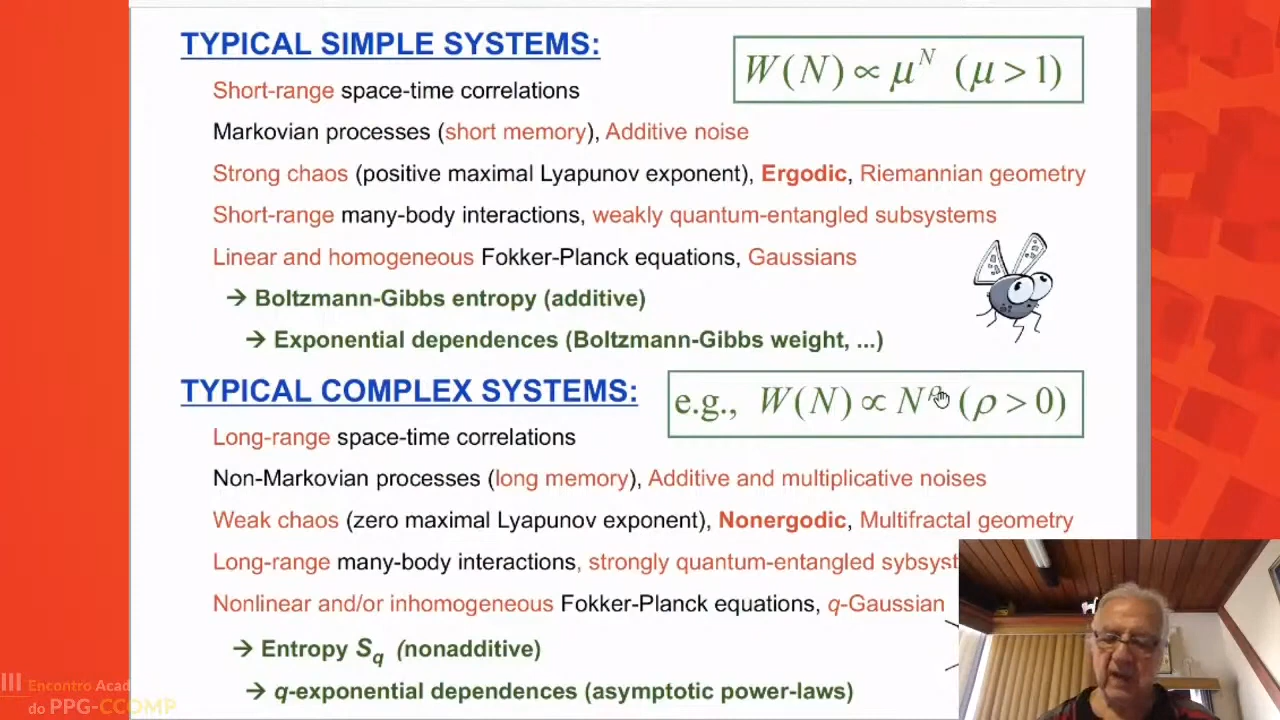 TYPICAL SIMPLE SYSTEMS:
W(N) ∝ μ^N (μ > 1)
Short-range space-time correlations
Markovian processes (short memory), Additive noise
Strong chaos (positive maximal Lyapunov exponent), Ergodic, Riemannian geometry
Short-range many-body interactions, weakly quantum-entangled subsystems
Linear and homogeneous Fokker-Planck equations, Gaussians
→ Boltzmann-Gibbs entropy (additive)
→ Exponential dependences (Boltzmann-Gibbs weight, ...)
TYPICAL COMPLEX SYSTEMS:
e.g., W(N) ∝ N^ρ (ρ > 0)
Long-range space-time correlations
Non-Markovian processes (long memory), Additive and multiplicative noises
Weak chaos (zero maximal Lyapunov exponent), Nonergodic, Multifractal geometry
Long-range many-body interactions, strongly quantum-entangled sybsyst
Nonlinear and/or inhomogeneous Fokker-Planck equations, q-Gaussian
→ Entropy S_q (nonadditive)
→ q-exponential dependences (asymptotic power-laws)
III Encontro Acad
do PPG-CCOMP